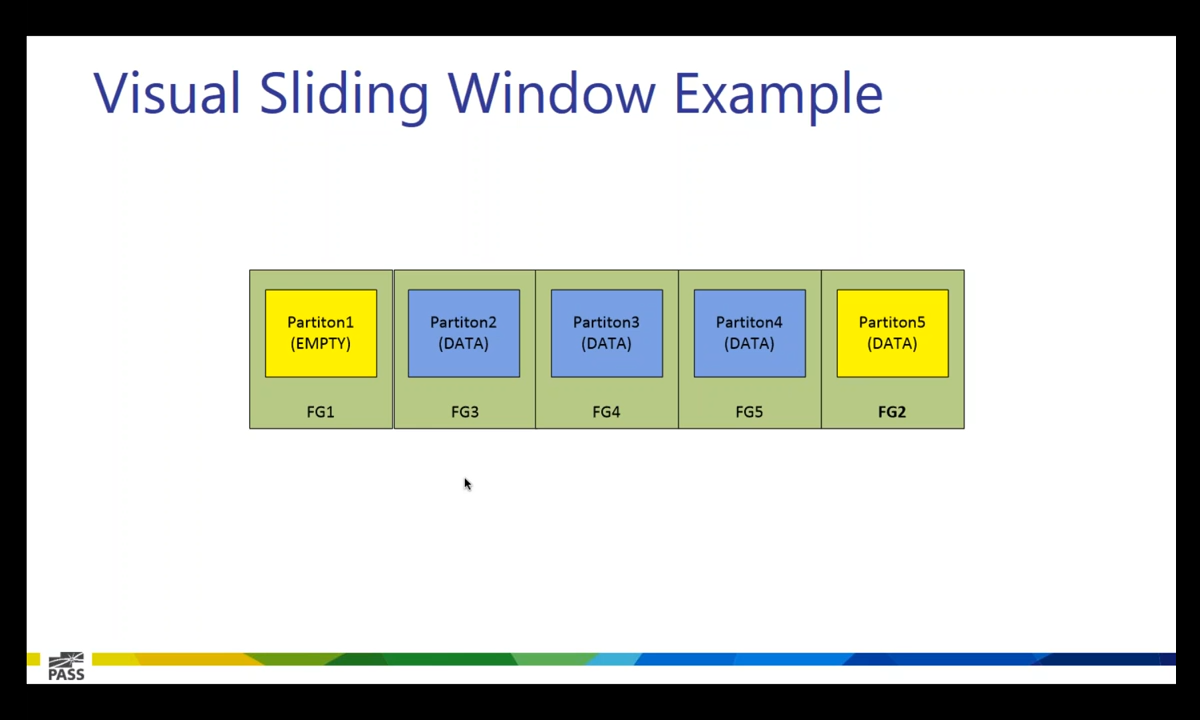 Visual Sliding Window Example
Partiton1
(EMPTY)
FG1
Partiton2
(DATA)
FG3
Partiton3
(DATA)
FG4
Partiton4
(DATA)
FG5
Partiton5
(DATA)
FG2
PASS